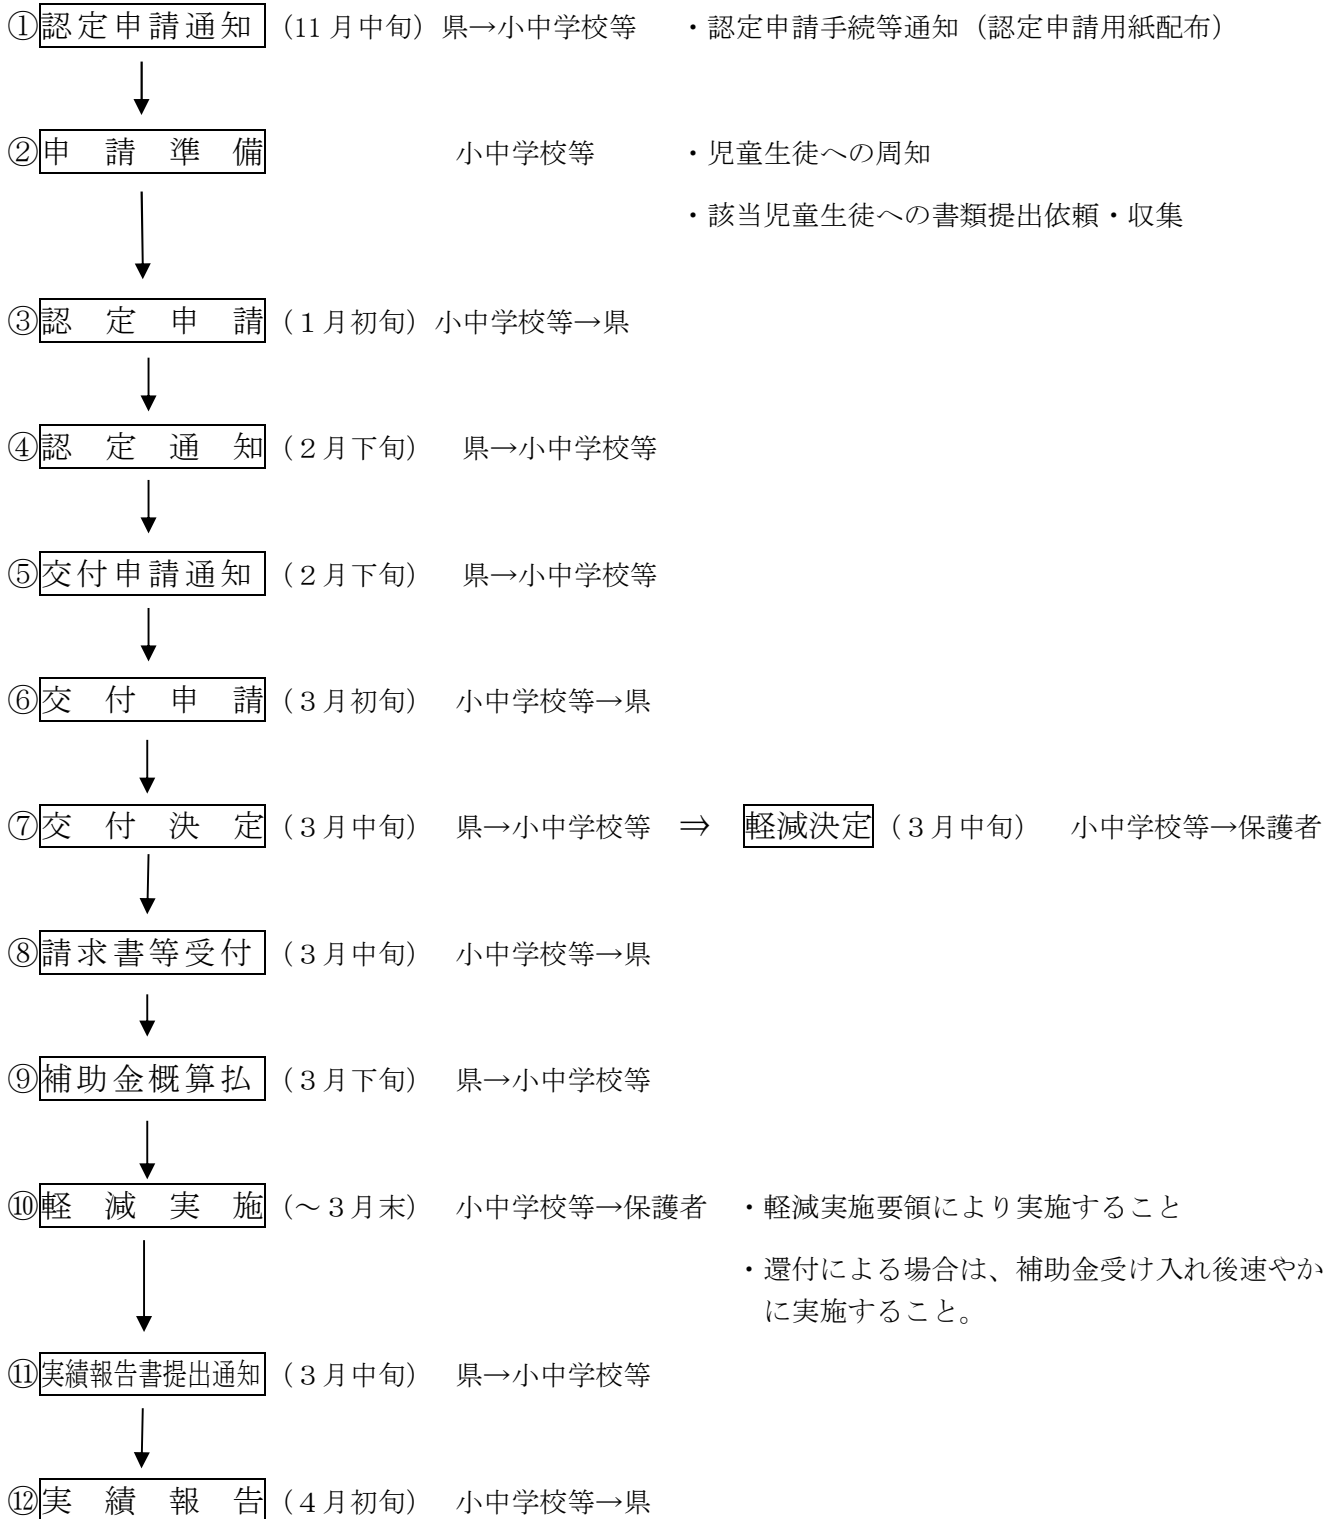 ①認定申請通知（11月中旬）県→小中学校等　・認定申請手続等通知（認定申請用紙配布）
②申請準備　小中学校等　・児童生徒への周知
・該当児童生徒への書類提出依頼・収集
③認定申請（１月初旬）小中学校等→県
④認定通知（２月下旬）　県→小中学校等
⑤交付申請通知（２月下旬）　県→小中学校等
⑥交付申請（３月初旬）　小中学校等→県
⑦交付決定（３月中旬）　県→小中学校等　⇒　軽減決定（３月中旬）　小中学校等→保護者
⑧請求書等受付（３月中旬）　小中学校等→県
⑨補助金概算払（３月下旬）　県→小中学校等
⑩軽減実施（～３月末）　小中学校等→保護者　・軽減実施要領により実施すること
・還付による場合は、補助金受け入れ後速やか
に実施すること。
⑪実績報告書提出通知（３月中旬）　県→小中学校等
⑫実績報告（４月初旬）　小中学校等→県